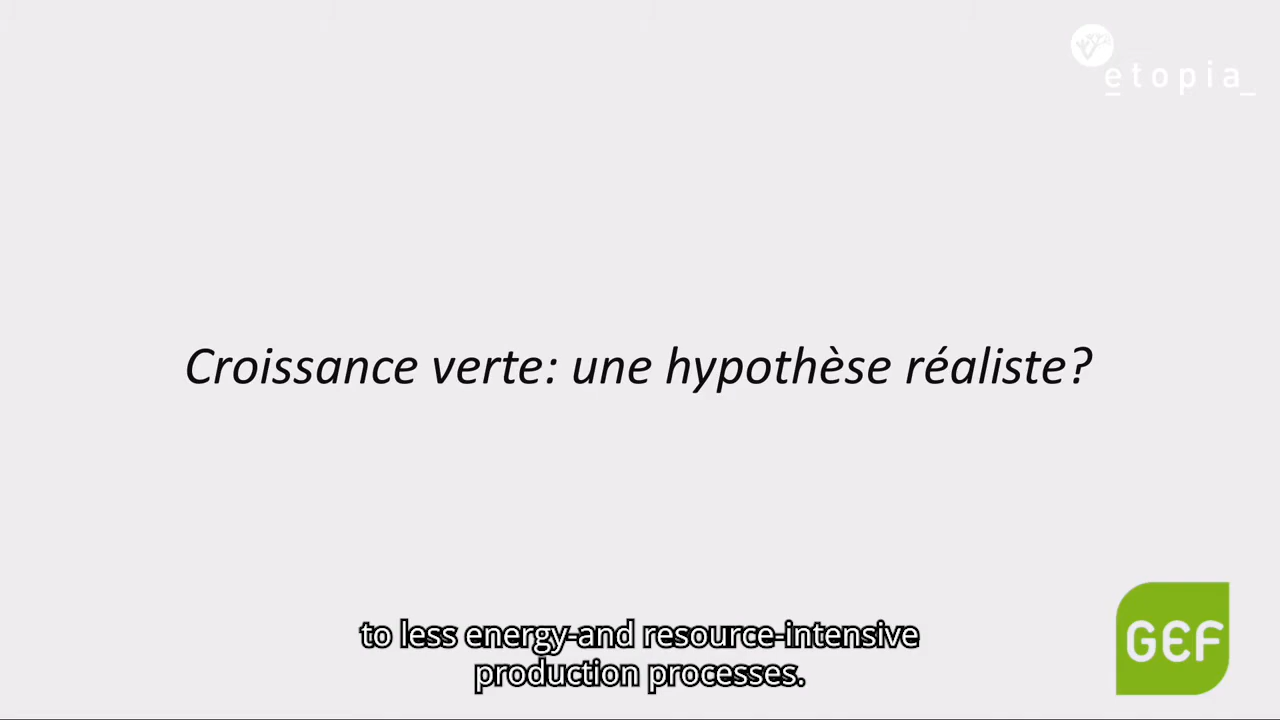 etopia_
Croissance verte: une hypothèse réaliste?
to less energy-and resource-intensive
production processes.
GEF